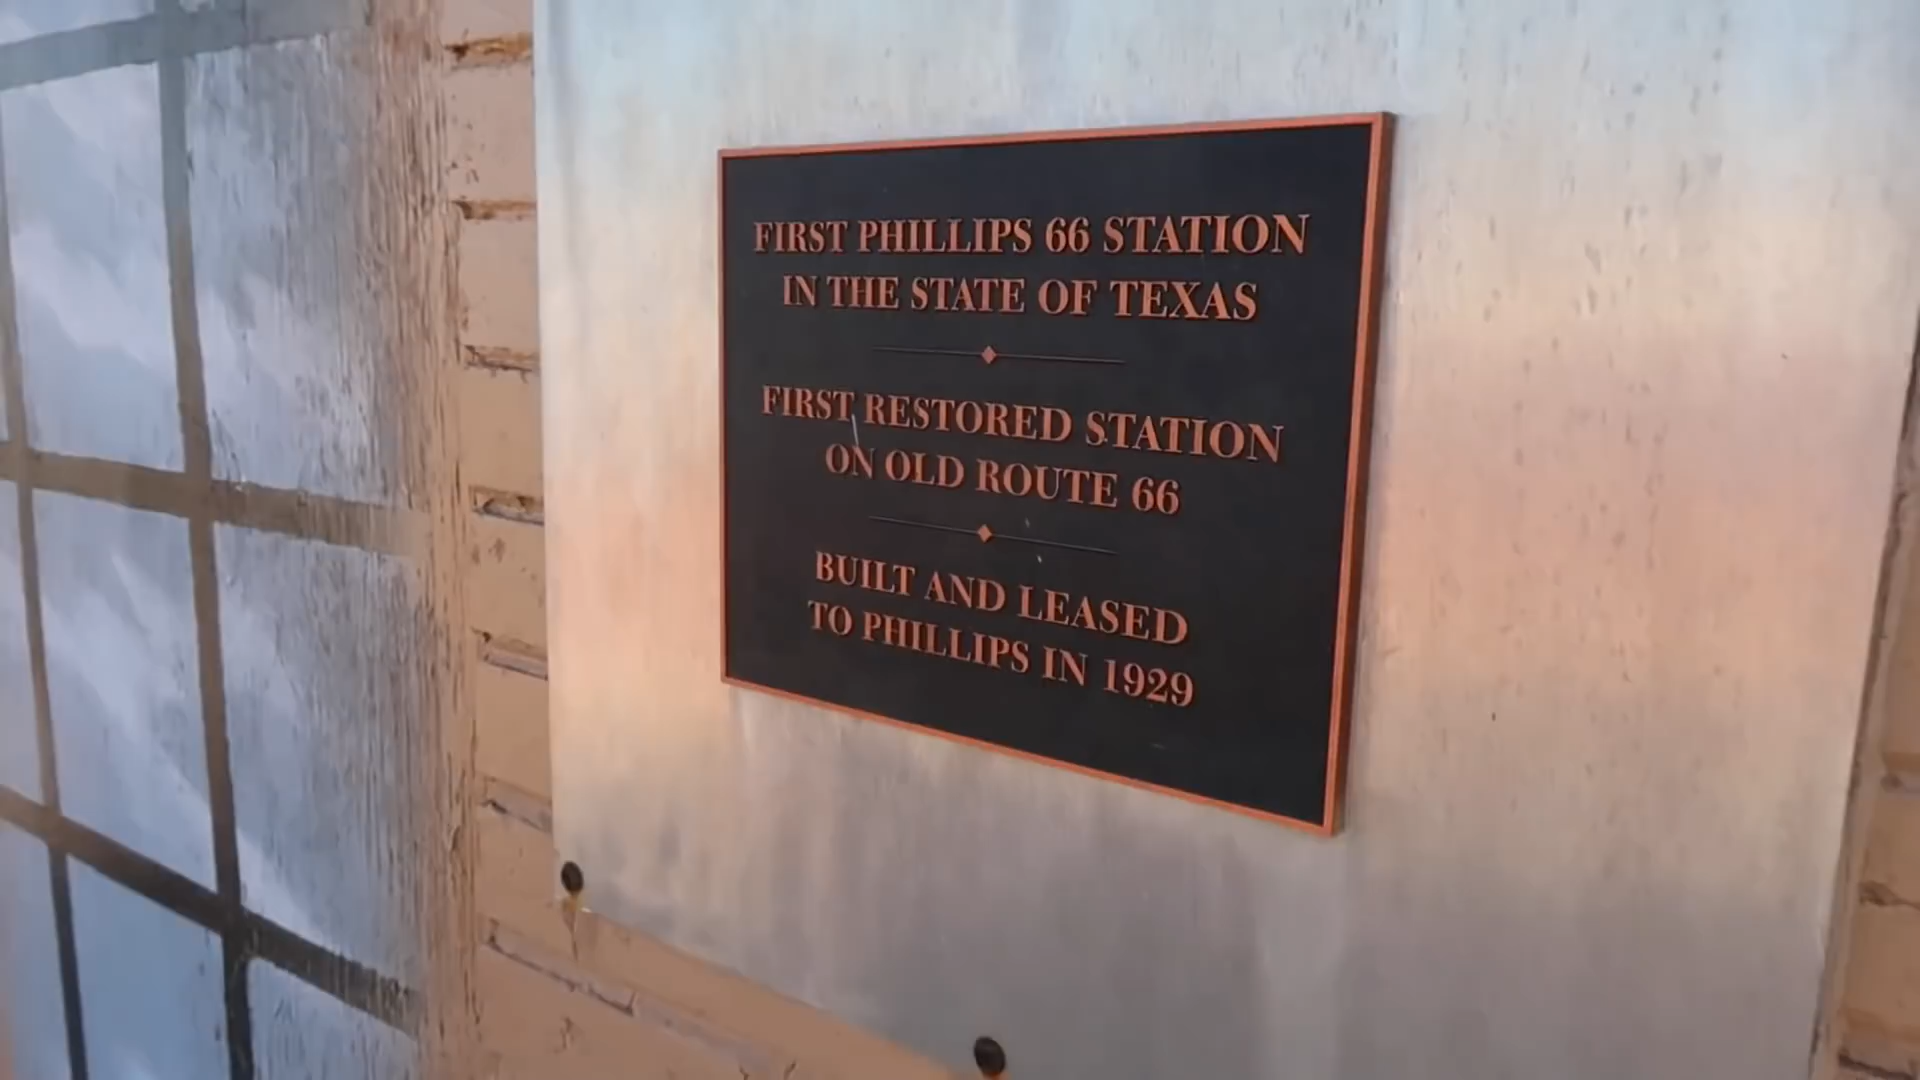 FIRST PHILLIPS 66 STATION
IN THE STATE OF TEXAS
FIRST RESTORED STATION
ON OLD ROUTE 66
BUILT AND LEASED
TO PHILLIPS IN 1929